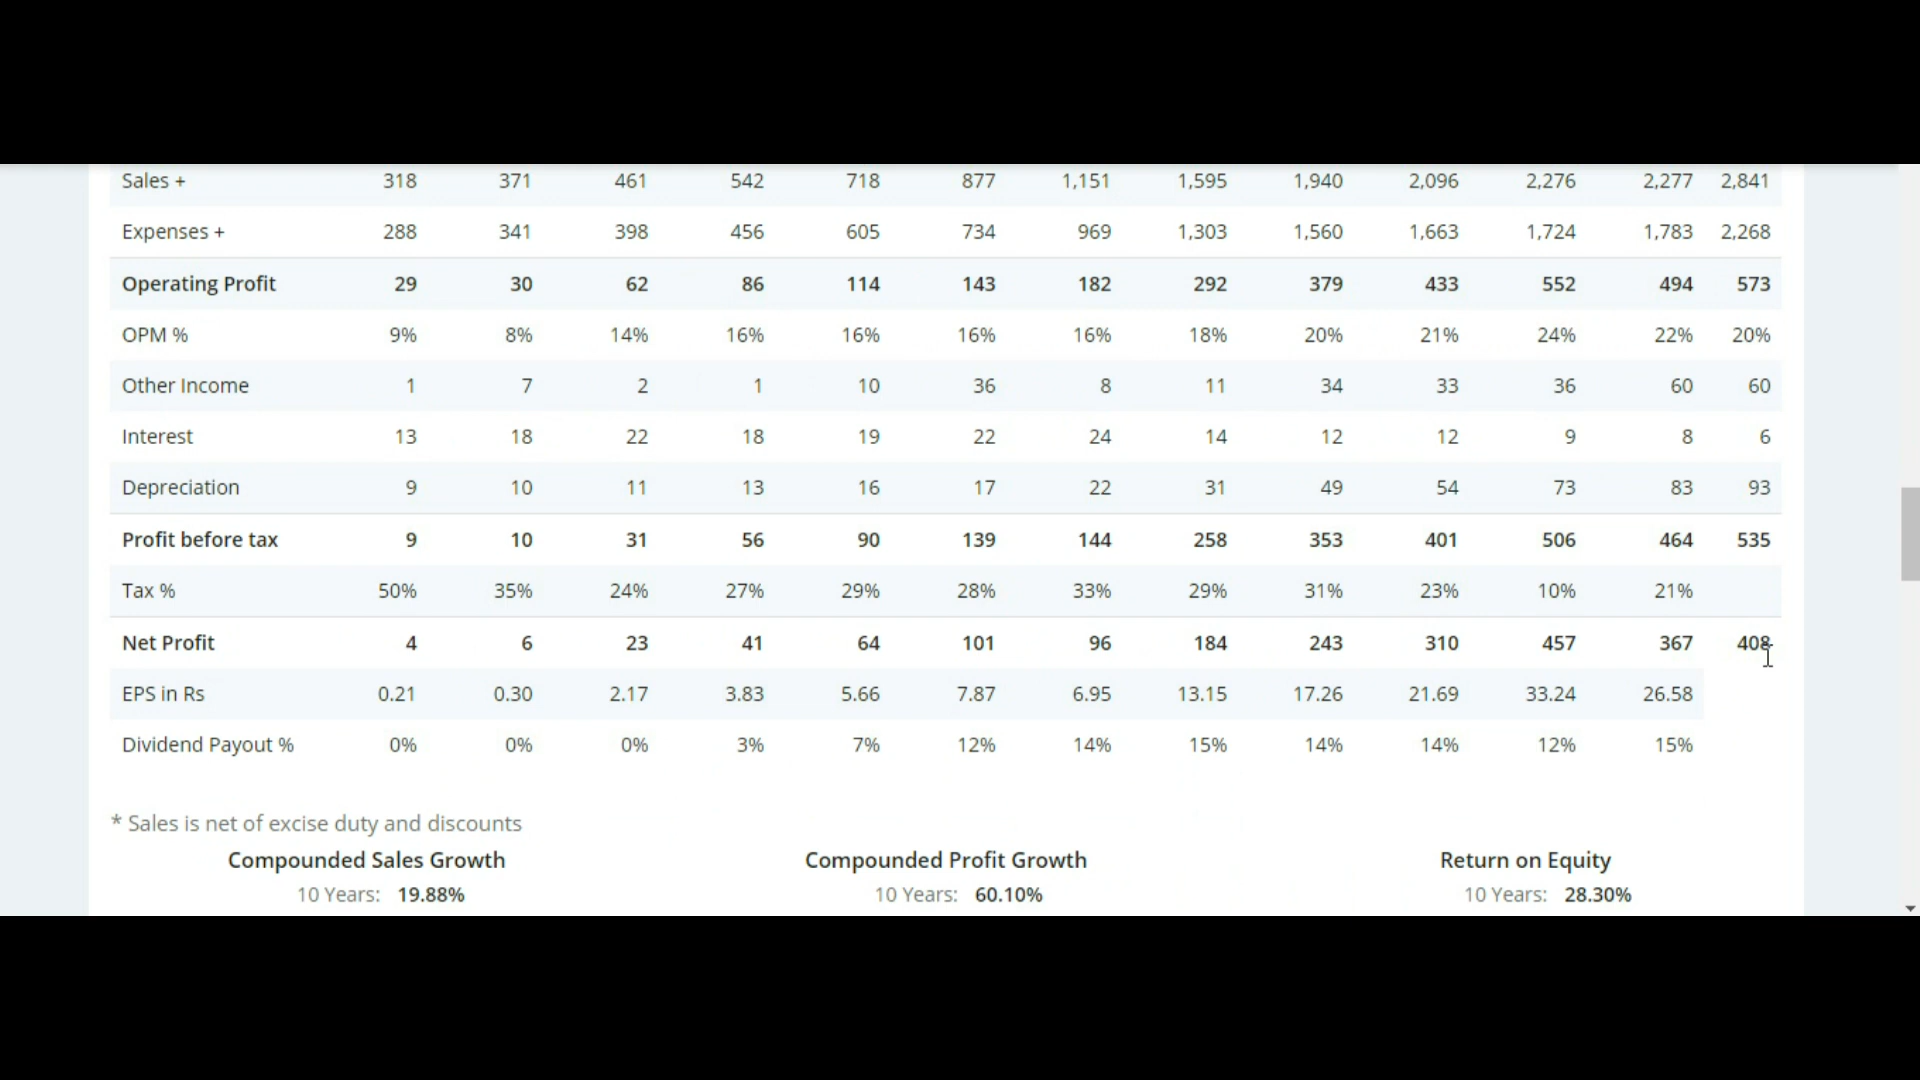 Sales + 318 371 461 542 718 877 1,151 1,595 1,940 2,096 2,276 2,277 2,841
Expenses + 288 341 398 456 605 734 969 1,303 1,560 1,663 1,724 1,783 2,268
Operating Profit 29 30 62 86 114 143 182 292 379 433 552 494 573
OPM % 9% 8% 14% 16% 16% 16% 16% 18% 20% 21% 24% 22% 20%
Other Income 1 7 2 1 10 36 8 11 34 33 36 60 60
Interest 13 18 22 18 19 22 24 14 12 12 9 8 6
Depreciation 9 10 11 13 16 17 22 31 49 54 73 83 93
Profit before tax 9 10 31 56 90 139 144 258 353 401 506 464 535
Tax % 50% 35% 24% 27% 29% 28% 33% 29% 31% 23% 10% 21%
Net Profit 4 6 23 41 64 101 96 184 243 310 457 367 408
EPS in Rs 0.21 0.30 2.17 3.83 5.66 7.87 6.95 13.15 17.26 21.69 33.24 26.58
Dividend Payout % 0% 0% 0% 3% 7% 12% 14% 15% 14% 14% 12% 15%
* Sales is net of excise duty and discounts
Compounded Sales Growth Compounded Profit Growth Return on Equity
10 Years: 19.88% 10 Years: 60.10% 10 Years: 28.30%